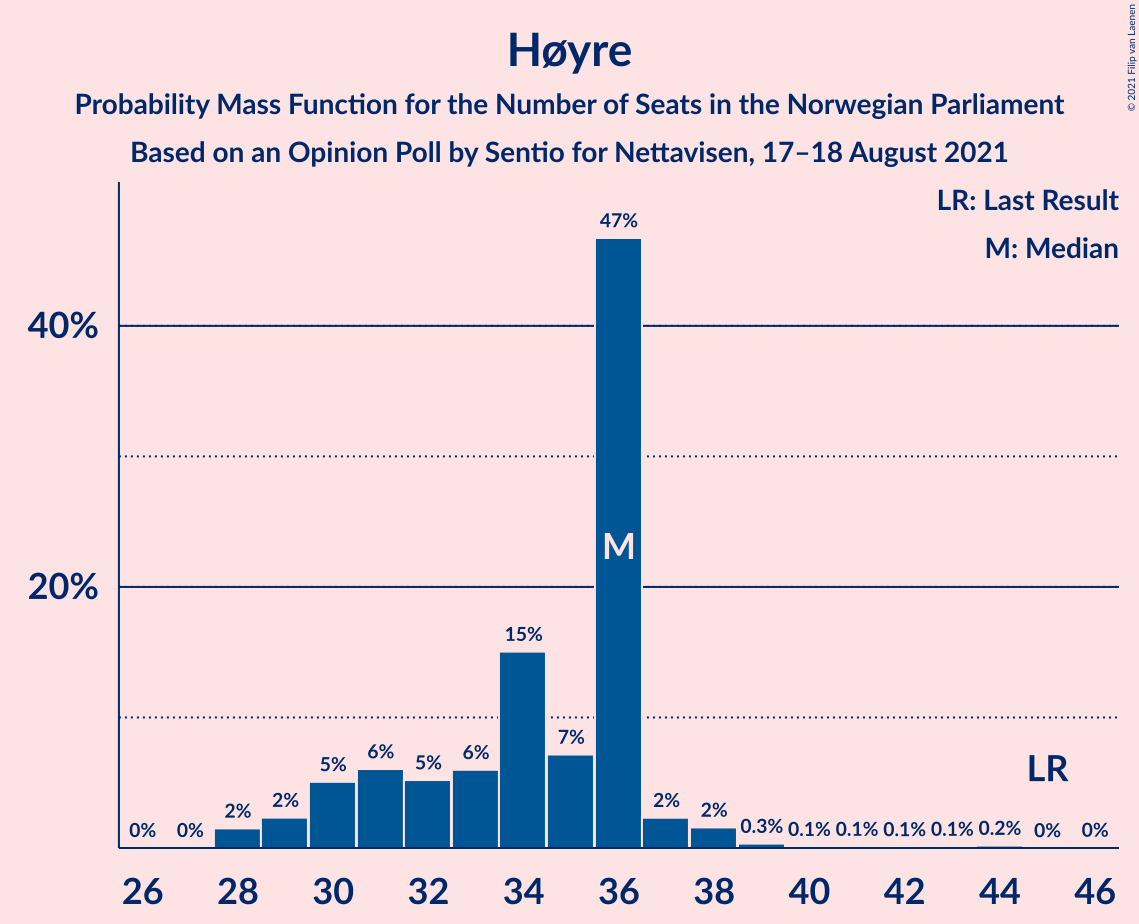 Høyre
Probability Mass Function for the Number of Seats in the Norwegian Parliament
Based on an Opinion Poll by Sentio for Nettavisen, 17–18 August 2021
© 2021 Filip van Laenen
LR: Last Result
M: Median
40%
20%
0% 0% 2% 2% 5% 6% 5% 6% 15% 7% 47% 2% 2% 0.3% 0.1% 0.1% 0.1% 0.1% 0.2% 0% 0%
M
LR
26 28 30 32 34 36 38 40 42 44 46